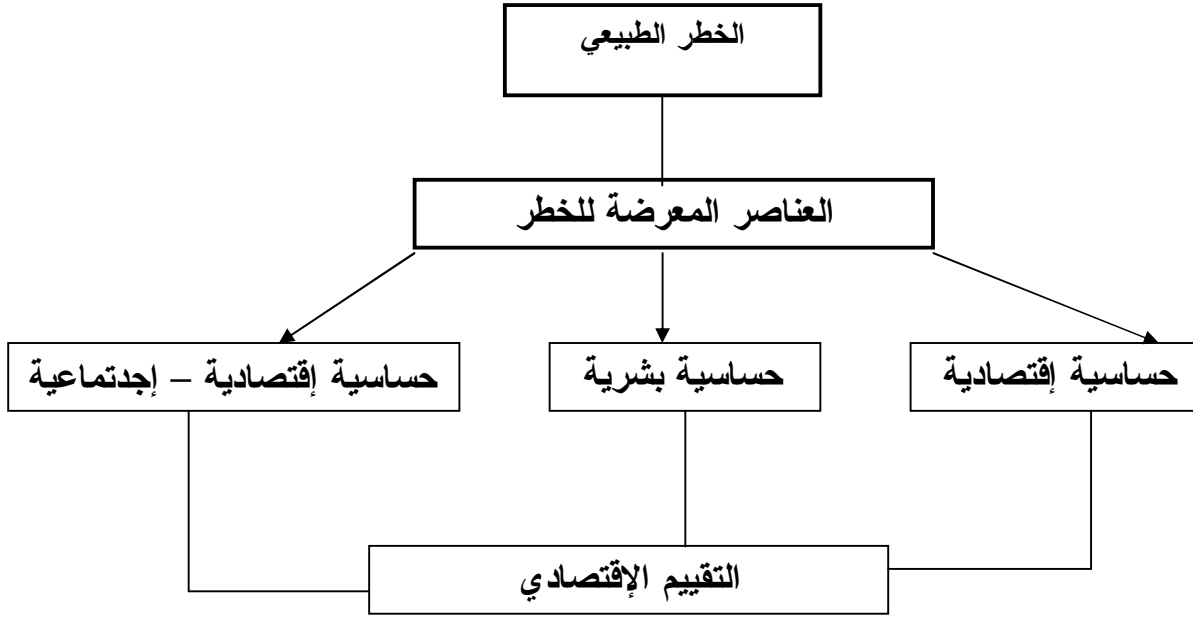 الخطر الطبيعي
العناصر المعرضة للخطر
حساسية إقتصادية
حساسية بشرية
حساسية إقتصادية – إجدتماعية
التقييم الإقتصادي